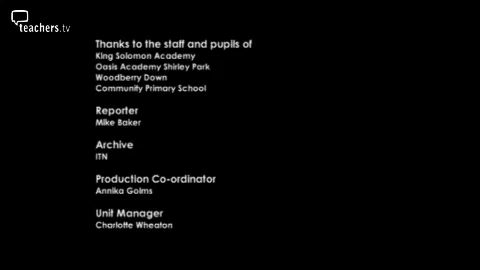 teachers.tv
Thanks to the staff and pupils of
King Solomon Academy
Oasis Academy Shirley Park
Woodberry Down
Community Primary School
Reporter
Mike Baker
Archive
ITN
Production Co-ordinator
Annika Golms
Unit Manager
Charlotte Wheaton